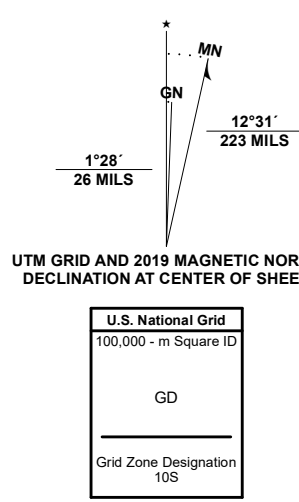 ★
MN
GN
12°31´
223 MILS
1°28´
26 MILS
UTM GRID AND 2019 MAGNETIC NOR
DECLINATION AT CENTER OF SHEE
U.S. National Grid
100,000 - m Square ID
GD
Grid Zone Designation
10S